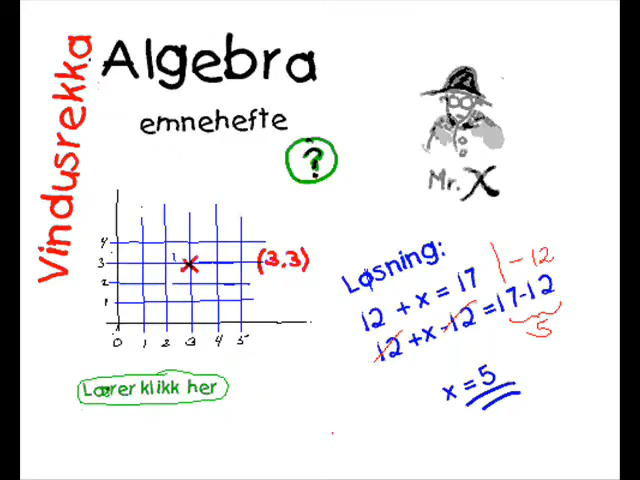 Vindusrekka
Algebra
emnehefte
?
Mr. X
4
3
2
1
0 1 2 3 4 5
(3.3)
Løsning:
12 + x = 17 | - 12
12 + x - 12 = 17 - 12
5
x = 5
Lærer klikk her